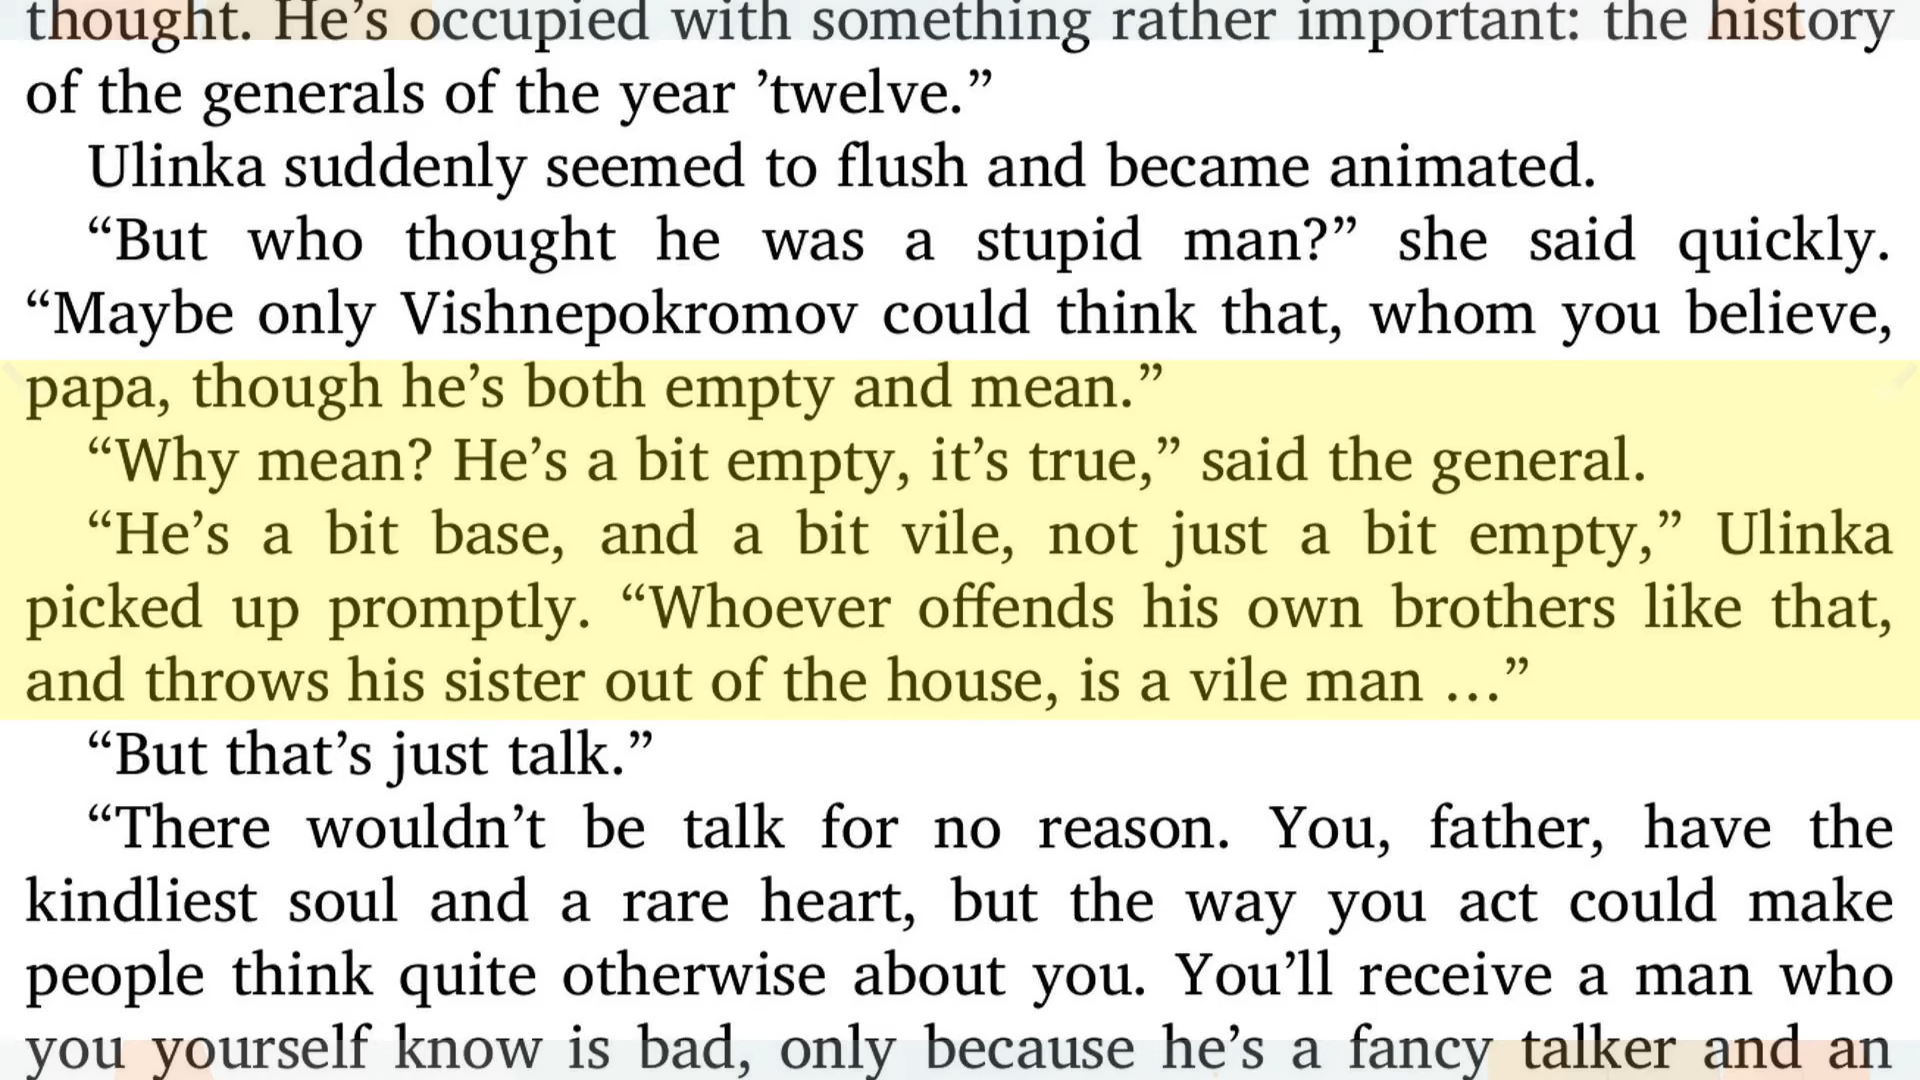 thought. He’s occupied with something rather important: the history
of the generals of the year ’twelve.”
Ulinka suddenly seemed to flush and became animated.
“But who thought he was a stupid man?” she said quickly.
“Maybe only Vishnepokromov could think that, whom you believe,
papa, though he’s both empty and mean.”
“Why mean? He’s a bit empty, it’s true,” said the general.
“He’s a bit base, and a bit vile, not just a bit empty,” Ulinka
picked up promptly. “Whoever offends his own brothers like that,
and throws his sister out of the house, is a vile man …”
“But that’s just talk.”
“There wouldn’t be talk for no reason. You, father, have the
kindliest soul and a rare heart, but the way you act could make
people think quite otherwise about you. You’ll receive a man who
you yourself know is bad, only because he’s a fancy talker and an